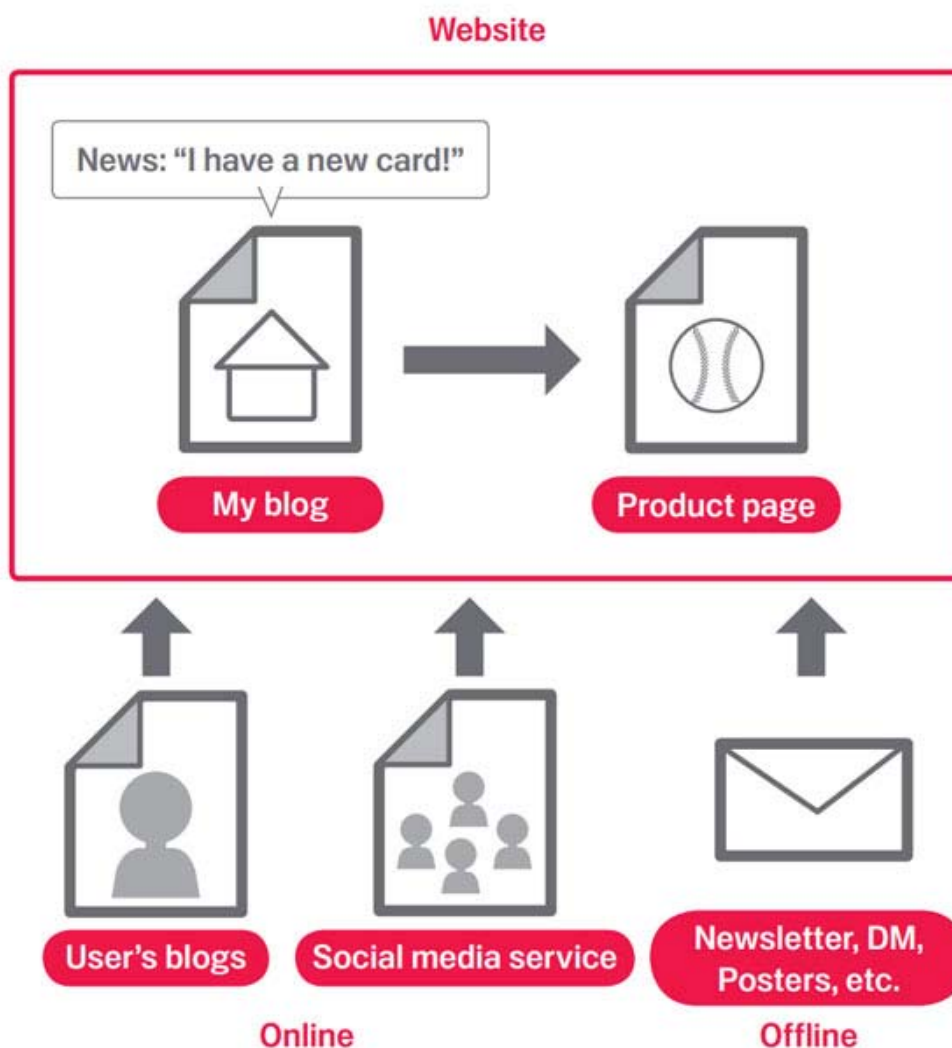 Website
News: “I have a new card!”
My blog
Product page
User's blogs
Social media service
Newsletter, DM,
Posters, etc.
Online
Offline